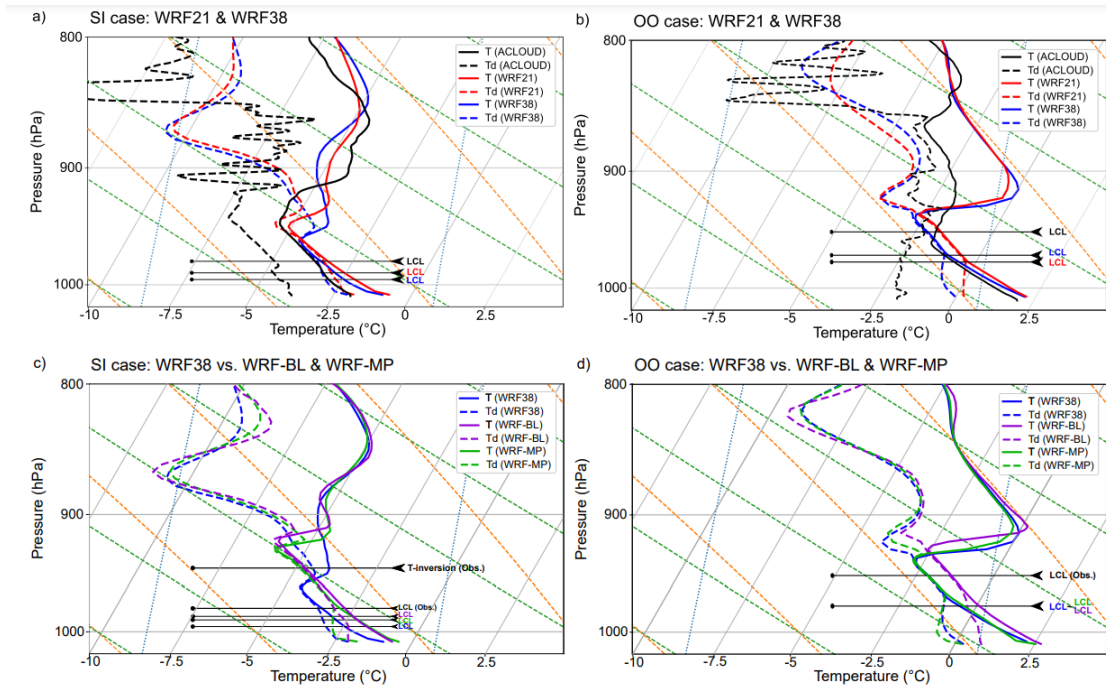 a) SI case: WRF21 & WRF38
800
900
1000
Pressure (hPa)
T (ACLOUD)
Td (ACLOUD)
T (WRF21)
Td (WRF21)
T (WRF38)
Td (WRF38)
LCL
LCL
LCL
-10 -7.5 -5 -2.5 0 2.5
Temperature (°C)
b) OO case: WRF21 & WRF38
800
900
1000
Pressure (hPa)
T (ACLOUD)
Td (ACLOUD)
T (WRF21)
Td (WRF21)
T (WRF38)
Td (WRF38)
LCL
LCL
LCL
-10 -5 -2.5 0 2.5
Temperature (°C)
c) SI case: WRF38 vs. WRF-BL & WRF-MP
800
900
1000
Pressure (hPa)
T (WRF38)
Td (WRF38)
T (WRF-BL)
Td (WRF-BL)
T (WRF-MP)
Td (WRF-MP)
T-inversion (Obs.)
LCL (Obs.)
LCL
LCL
LCL
-10 -7.5 -5 -2.5 0 2.5
Temperature (°C)
d) OO case: WRF38 vs. WRF-BL & WRF-MP
800
900
1000
Pressure (hPa)
T (WRF38)
Td (WRF38)
T (WRF-BL)
Td (WRF-BL)
T (WRF-MP)
Td (WRF-MP)
LCL (Obs.)
LCL LCL
LCL
-10 -5 -2.5 0 2.5
Temperature (°C)